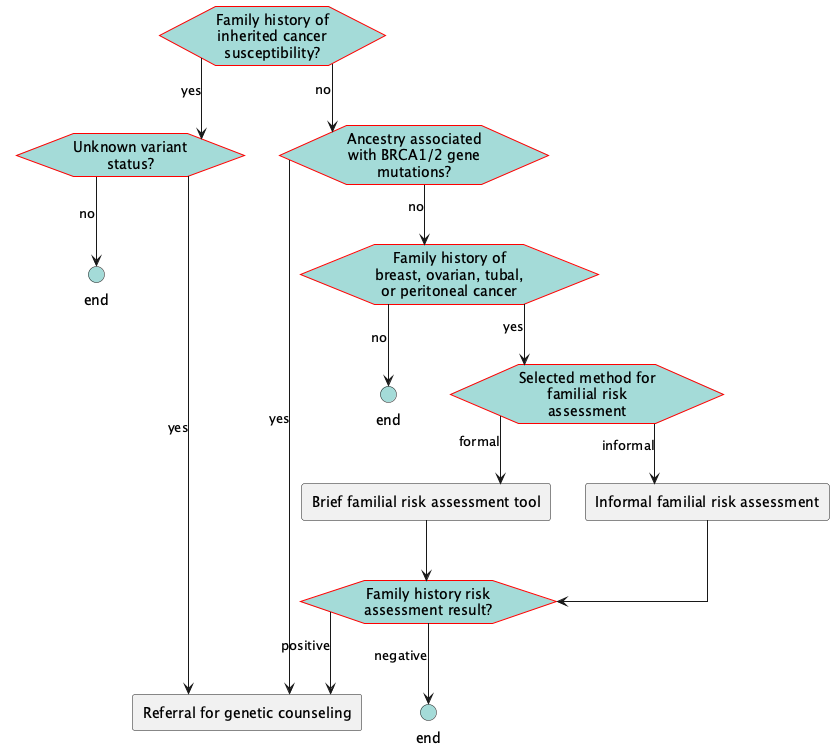 Family history of
inherited cancer
susceptibility?
yes
no
Unknown variant
status?
Ancestry associated
with BRCA1/2 gene
mutations?
no
no
end
Family history of
breast, ovarian, tubal,
or peritoneal cancer
no
yes
end
Selected method for
familial risk
assessment
yes
yes
formal
informal
Brief familial risk assessment tool
Informal familial risk assessment
Family history risk
assessment result?
positive
negative
Referral for genetic counseling
end